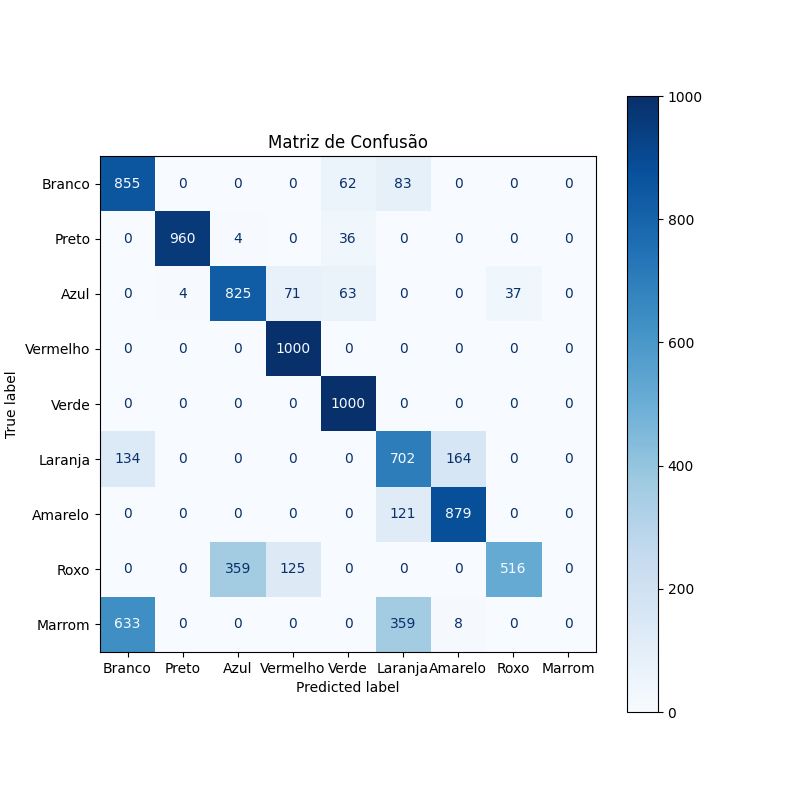 Matriz de Confusão
Branco 855 0 0 0 62 83 0 0 0
Preto 0 960 4 0 36 0 0 0 0
Azul 0 4 825 71 63 0 0 37 0
Vermelho 0 0 0 1000 0 0 0 0 0
Verde 0 0 0 0 1000 0 0 0 0
Laranja 134 0 0 0 0 702 164 0 0
Amarelo 0 0 0 0 0 121 879 0 0
Roxo 0 0 359 125 0 0 0 516 0
Marrom 633 0 0 0 0 359 8 0 0
Branco Preto Azul Vermelho Verde Laranja Amarelo Roxo Marrom
Predicted label
True label
1000
800
600
400
200
0